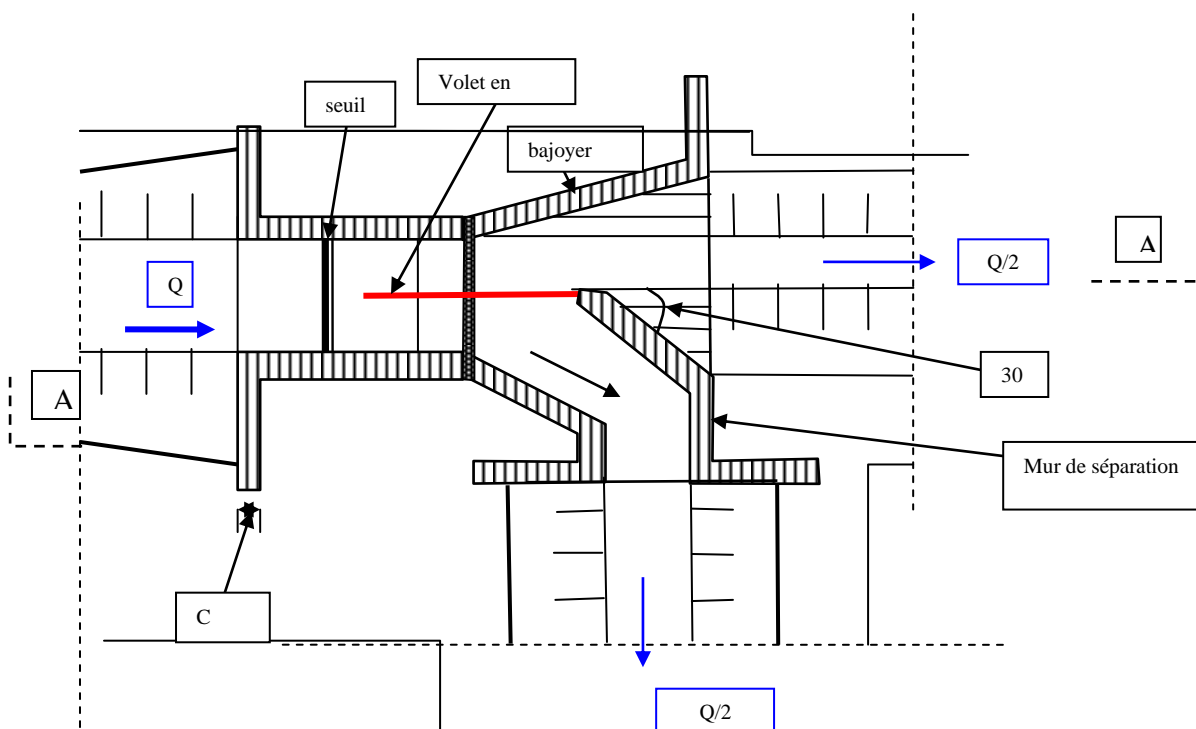 Volet en
seuil
bajoyer
A
Q
Q/2
30
A
Mur de séparation
C
Q/2